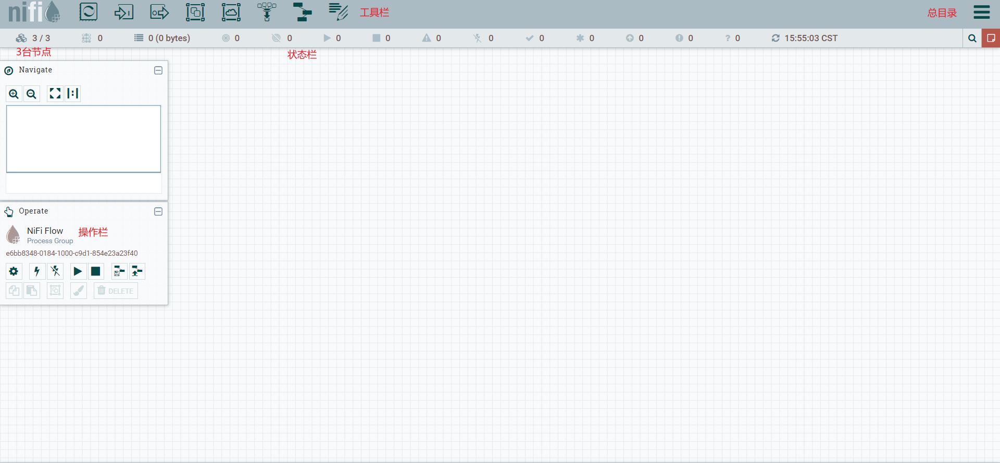 nifi
工具栏
总目录
3 / 3
0
0 (0 bytes)
0
0
0
0
0
0
0
0
0
0
? 0
15:55:03 CST
3台节点
状态栏
Navigate
Operate
NiFi Flow
操作栏
Process Group
e6bb8348-0184-1000-c9d1-854e23a23f40
DELETE